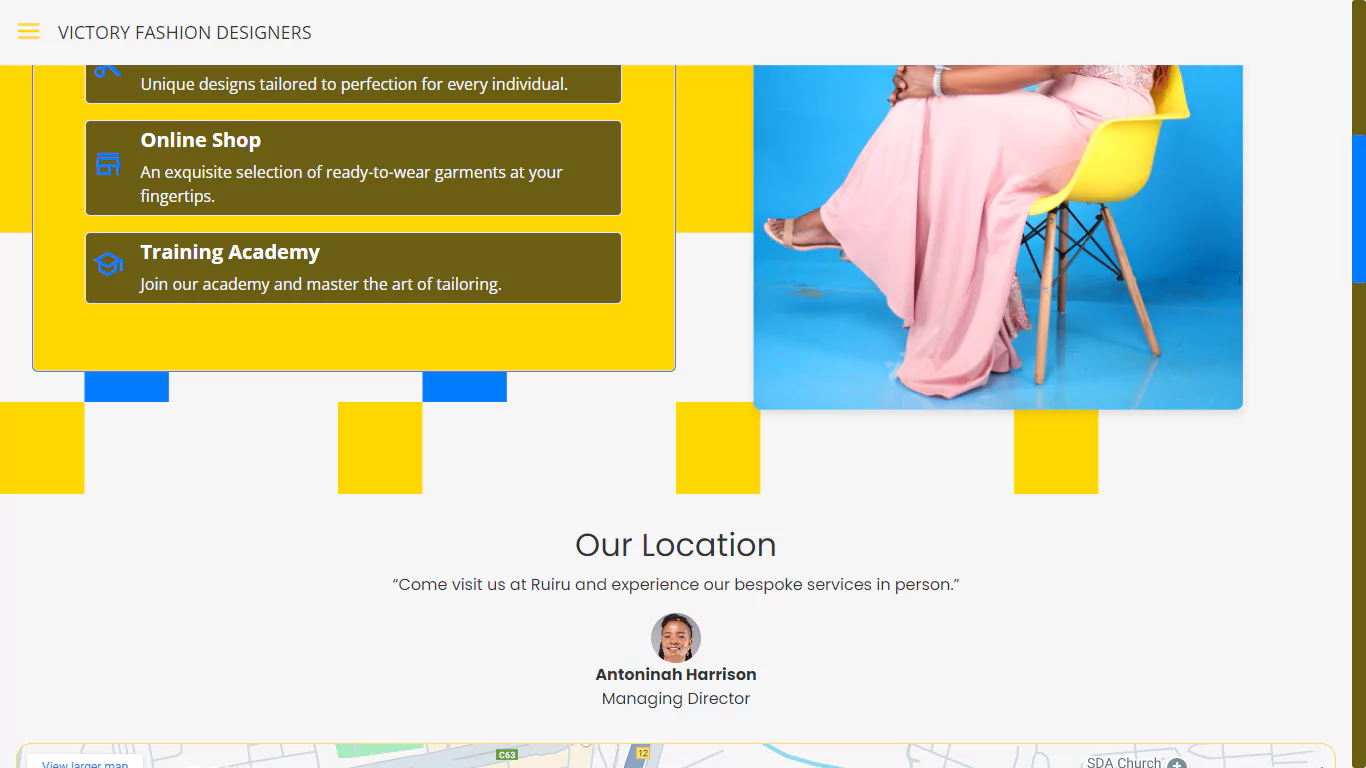 VICTORY FASHION DESIGNERS
Unique designs tailored to perfection for every individual.
Online Shop
An exquisite selection of ready-to-wear garments at your
fingertips.
Training Academy
Join our academy and master the art of tailoring.
Our Location
“Come visit us at Ruiru and experience our bespoke services in person.”
Antoninah Harrison
Managing Director
C63
12
SDA Church
View larger map